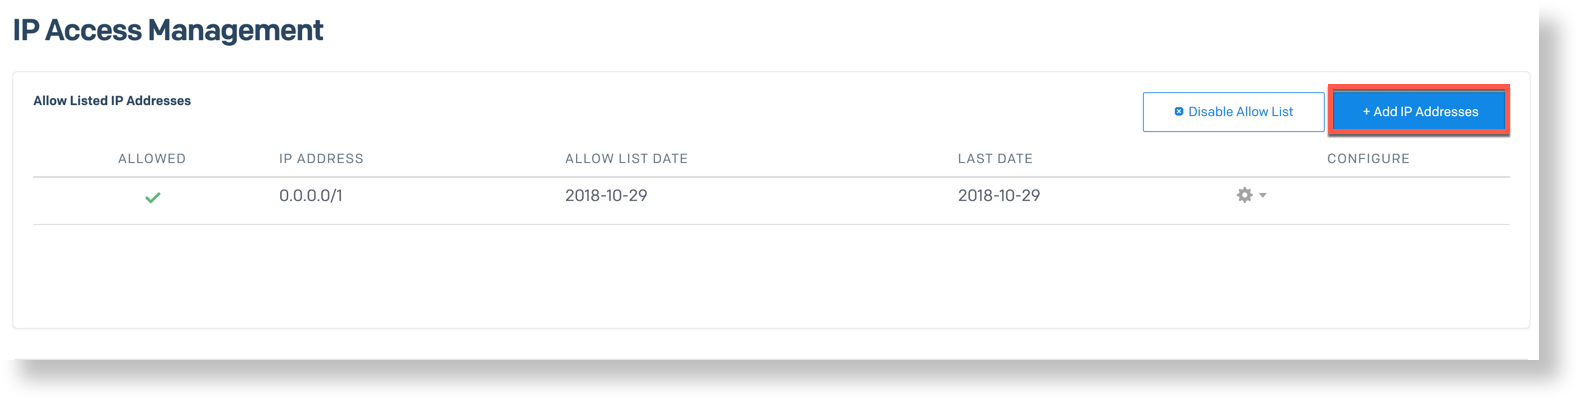 IP Access Management
Allow Listed IP Addresses
Disable Allow List
+ Add IP Addresses
ALLOWED IP ADDRESS ALLOW LIST DATE LAST DATE CONFIGURE
0.0.0.0/1 2018-10-29 2018-10-29